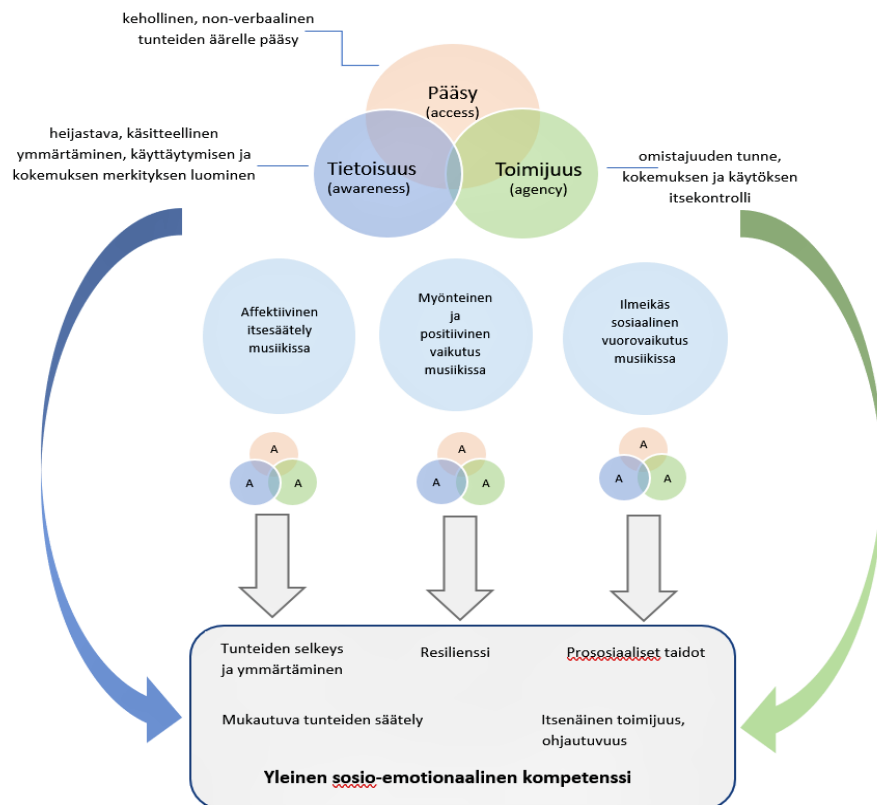 kehollinen, non-verbaalinen
tunteiden äärelle pääsy
Pääsy
(access)
heijastava, käsitteellinen
ymmärtäminen, käyttäytymisen ja
kokemuksen merkityksen luominen
Tietoisuus
(awareness)
Toimijuus
(agency)
omistajuuden tunne,
kokemuksen ja käytöksen
itsekontrolli
Affektiivinen
itsesäätely
musiikissa
Myönteinen
ja
positiivinen
vaikutus
musiikissa
Ilmeikäs
sosiaalinen
vuorovaikutus
musiikissa
A
A A
A
A A
A
A A
Tunteiden selkeys
ja ymmärtäminen
Resilienssi
Prososiaaliset taidot
Mukautuva tunteiden säätely
Itsenäinen toimijuus,
ohjautuvuus
Yleinen sosio-emotionaalinen kompetenssi